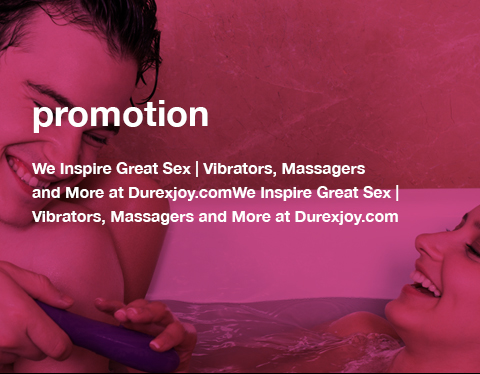 promotion
We Inspire Great Sex | Vibrators, Massagers
and More at Durexjoy.comWe Inspire Great Sex |
Vibrators, Massagers and More at Durexjoy.com